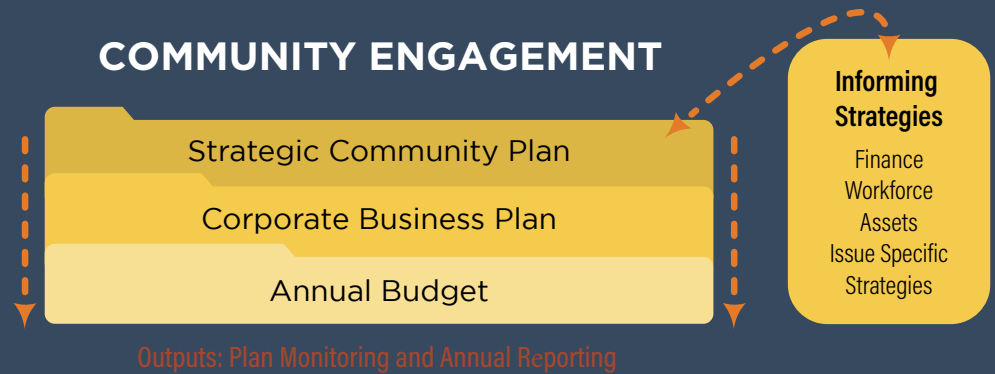 COMMUNITY ENGAGEMENT
Strategic Community Plan
Corporate Business Plan
Annual Budget
Outputs: Plan Monitoring and Annual Reporting
Informing
Strategies
Finance
Workforce
Assets
Issue Specific
Strategies